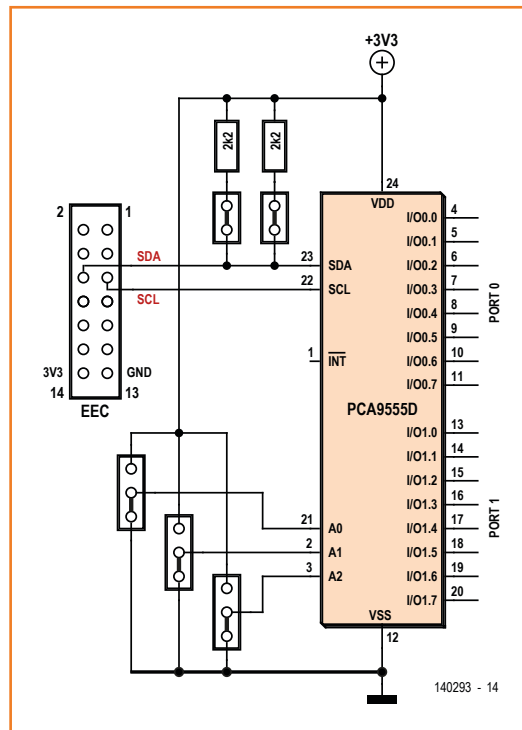 +3V3
2k2
2k2
24
VDD
2
1
SDA
SCL
3V3
GND
14
13
EEC
23
SDA
22
SCL
1
INT
PCA9555D
21
A0
2
A1
3
A2
I/O0.0
4
I/O0.1
5
I/O0.2
6
I/O0.3
7
I/O0.4
8
I/O0.5
9
I/O0.6
10
I/O0.7
11
PORT 0
I/O1.0
13
I/O1.1
14
I/O1.2
15
I/O1.3
16
I/O1.4
17
I/O1.5
18
I/O1.6
19
I/O1.7
20
PORT 1
VSS
12
140293 - 14